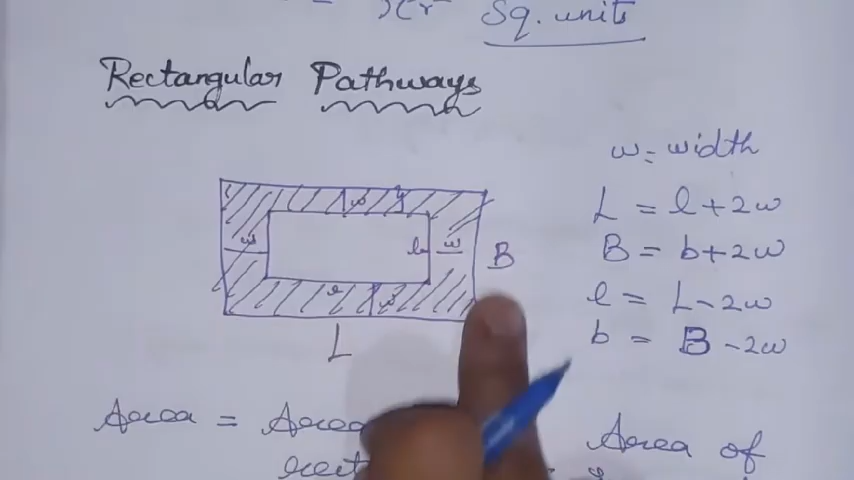 Sq. units
Rectangular Pathways
w = width
L = l + 2w
B = b + 2w
l = L - 2w
b = B - 2w
w
w
B
L
Area = Area
Area of